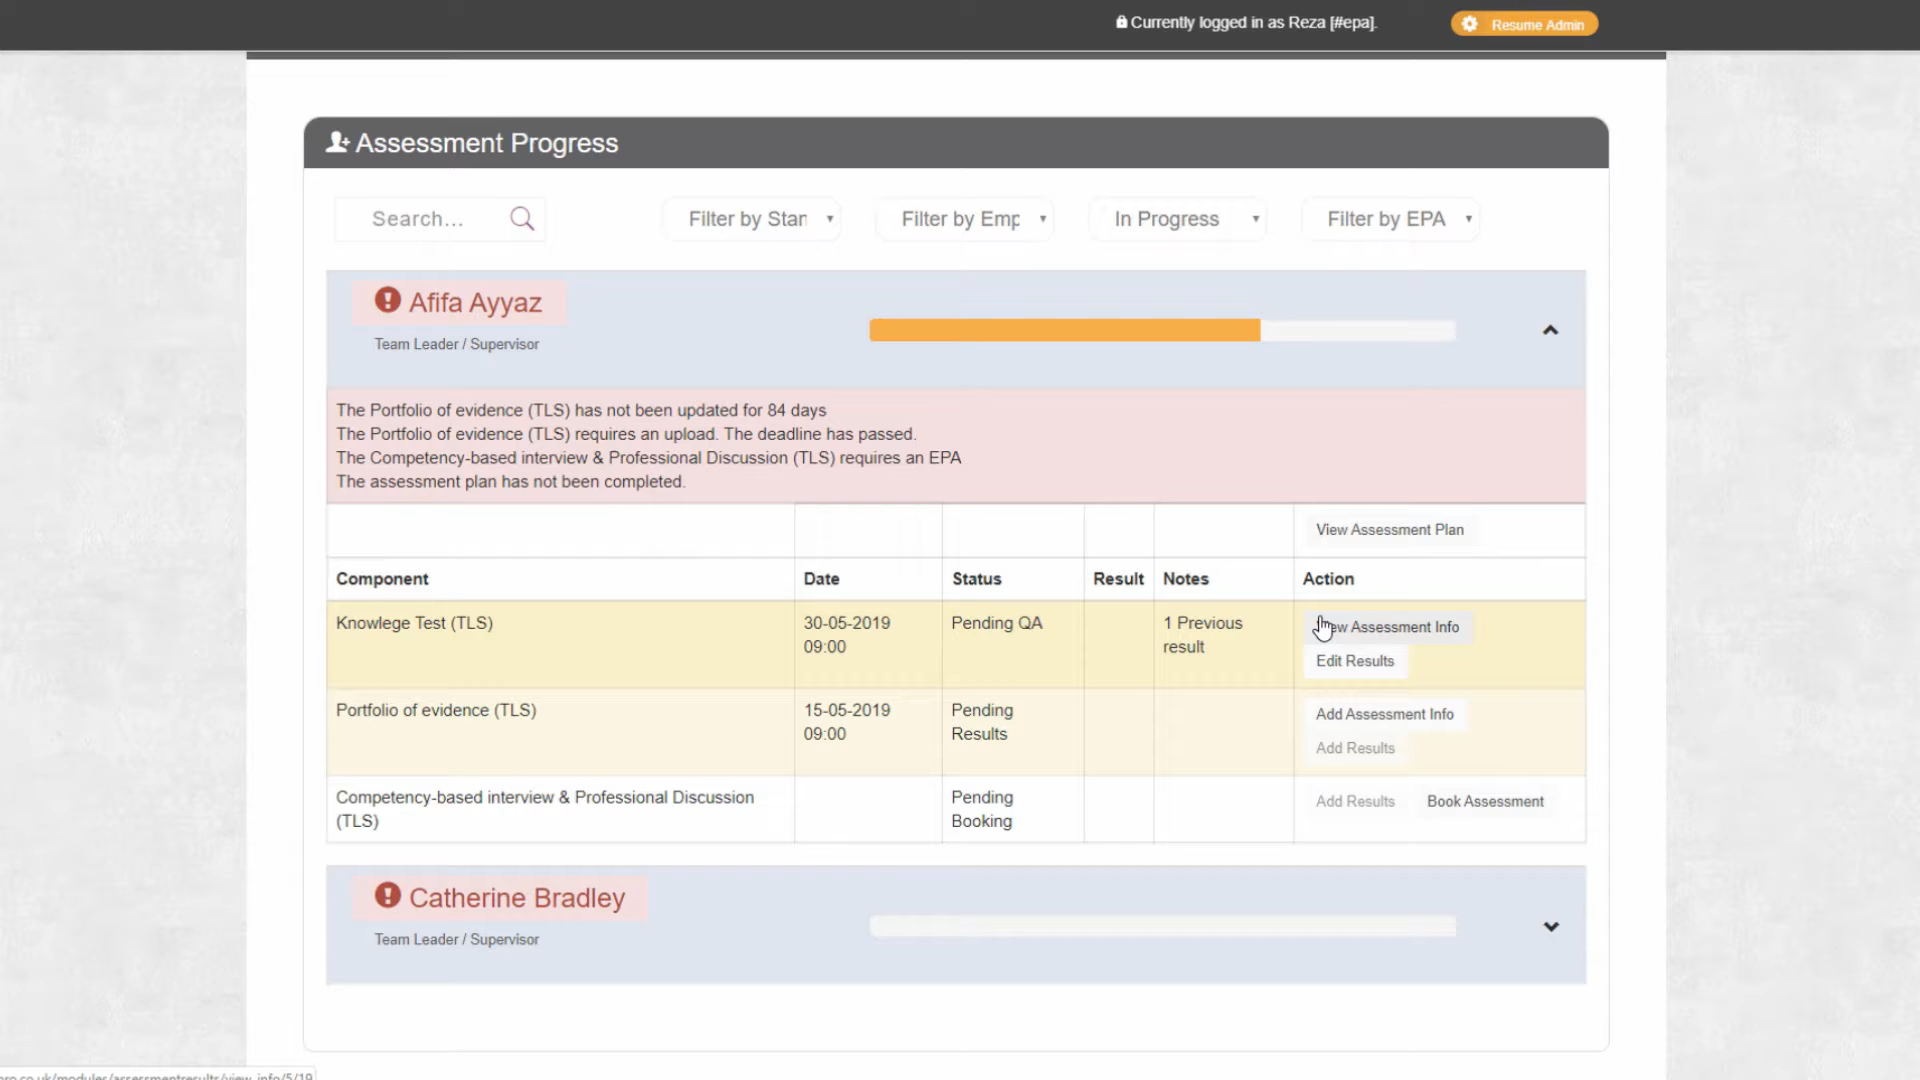 Currently logged in as Reza [#epa].
Resume Admin
Assessment Progress
Search...
Filter by Stan
Filter by Emp
In Progress
Filter by EPA
Afifa Ayyaz
Team Leader / Supervisor
The Portfolio of evidence (TLS) has not been updated for 84 days
The Portfolio of evidence (TLS) requires an upload. The deadline has passed.
The Competency-based interview & Professional Discussion (TLS) requires an EPA
The assessment plan has not been completed.
View Assessment Plan
Component Date Status Result Notes Action
Knowlege Test (TLS)
30-05-2019
09:00
Pending QA
1 Previous
result
Assessment Info
Edit Results
Portfolio of evidence (TLS)
15-05-2019
09:00
Pending
Results
Add Assessment Info
Add Results
Competency-based interview & Professional Discussion
(TLS)
Pending
Booking
Add Results
Book Assessment
Catherine Bradley
Team Leader / Supervisor